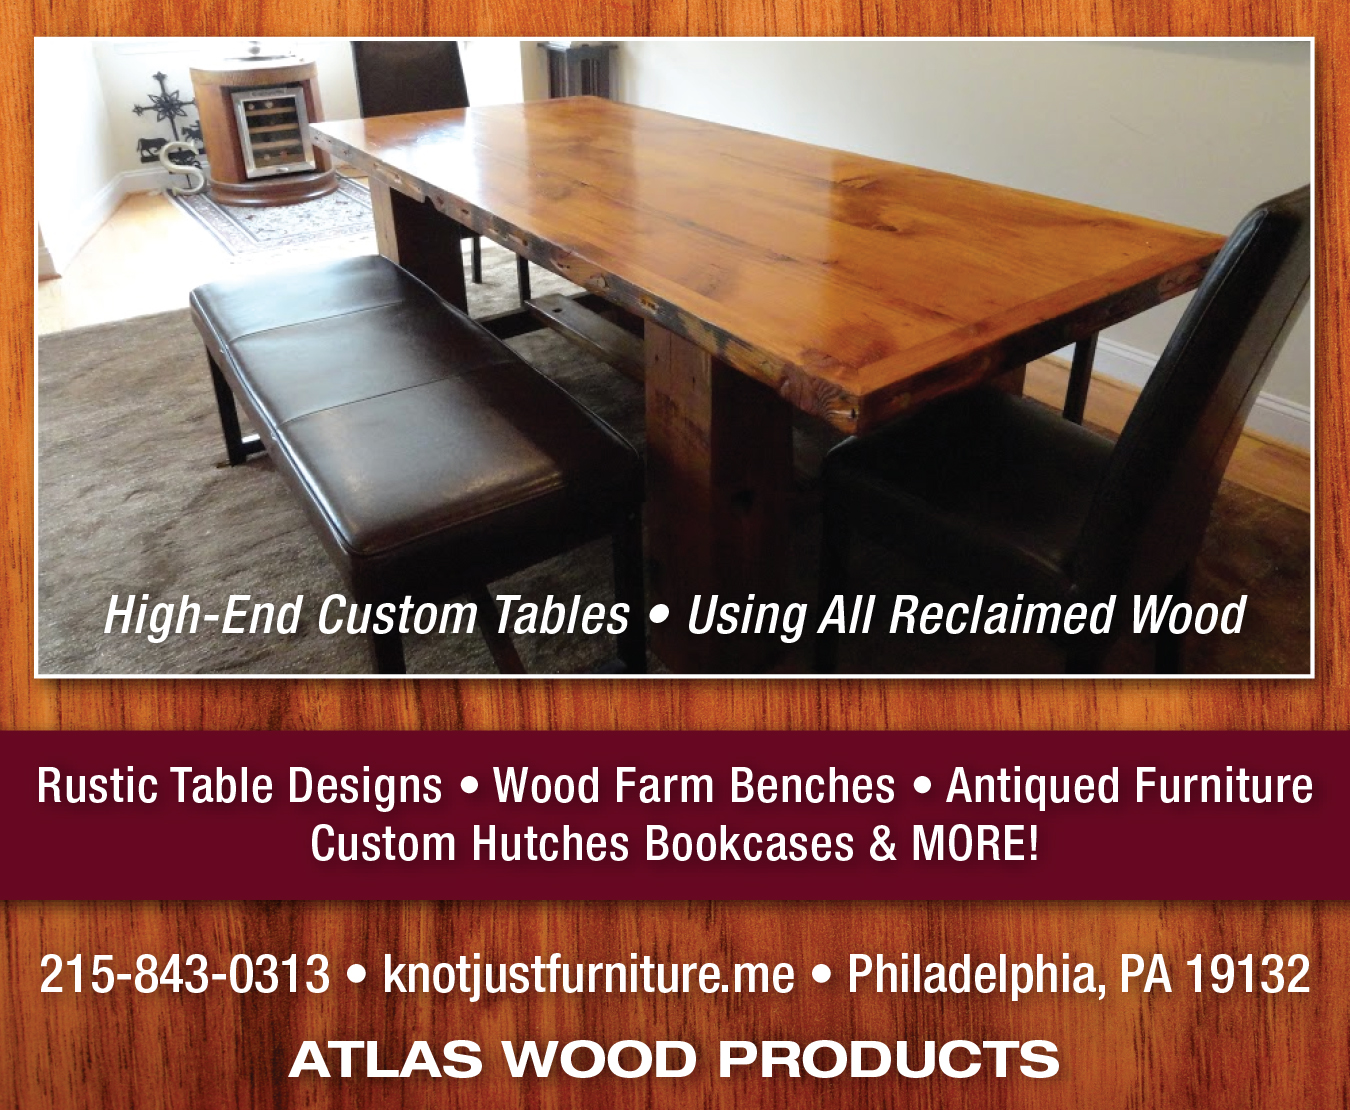 High-End Custom Tables • Using All Reclaimed Wood
Rustic Table Designs • Wood Farm Benches • Antiqued Furniture
Custom Hutches Bookcases & MORE!
215-843-0313 • knotjustfurniture.me • Philadelphia, PA 19132
ATLAS WOOD PRODUCTS